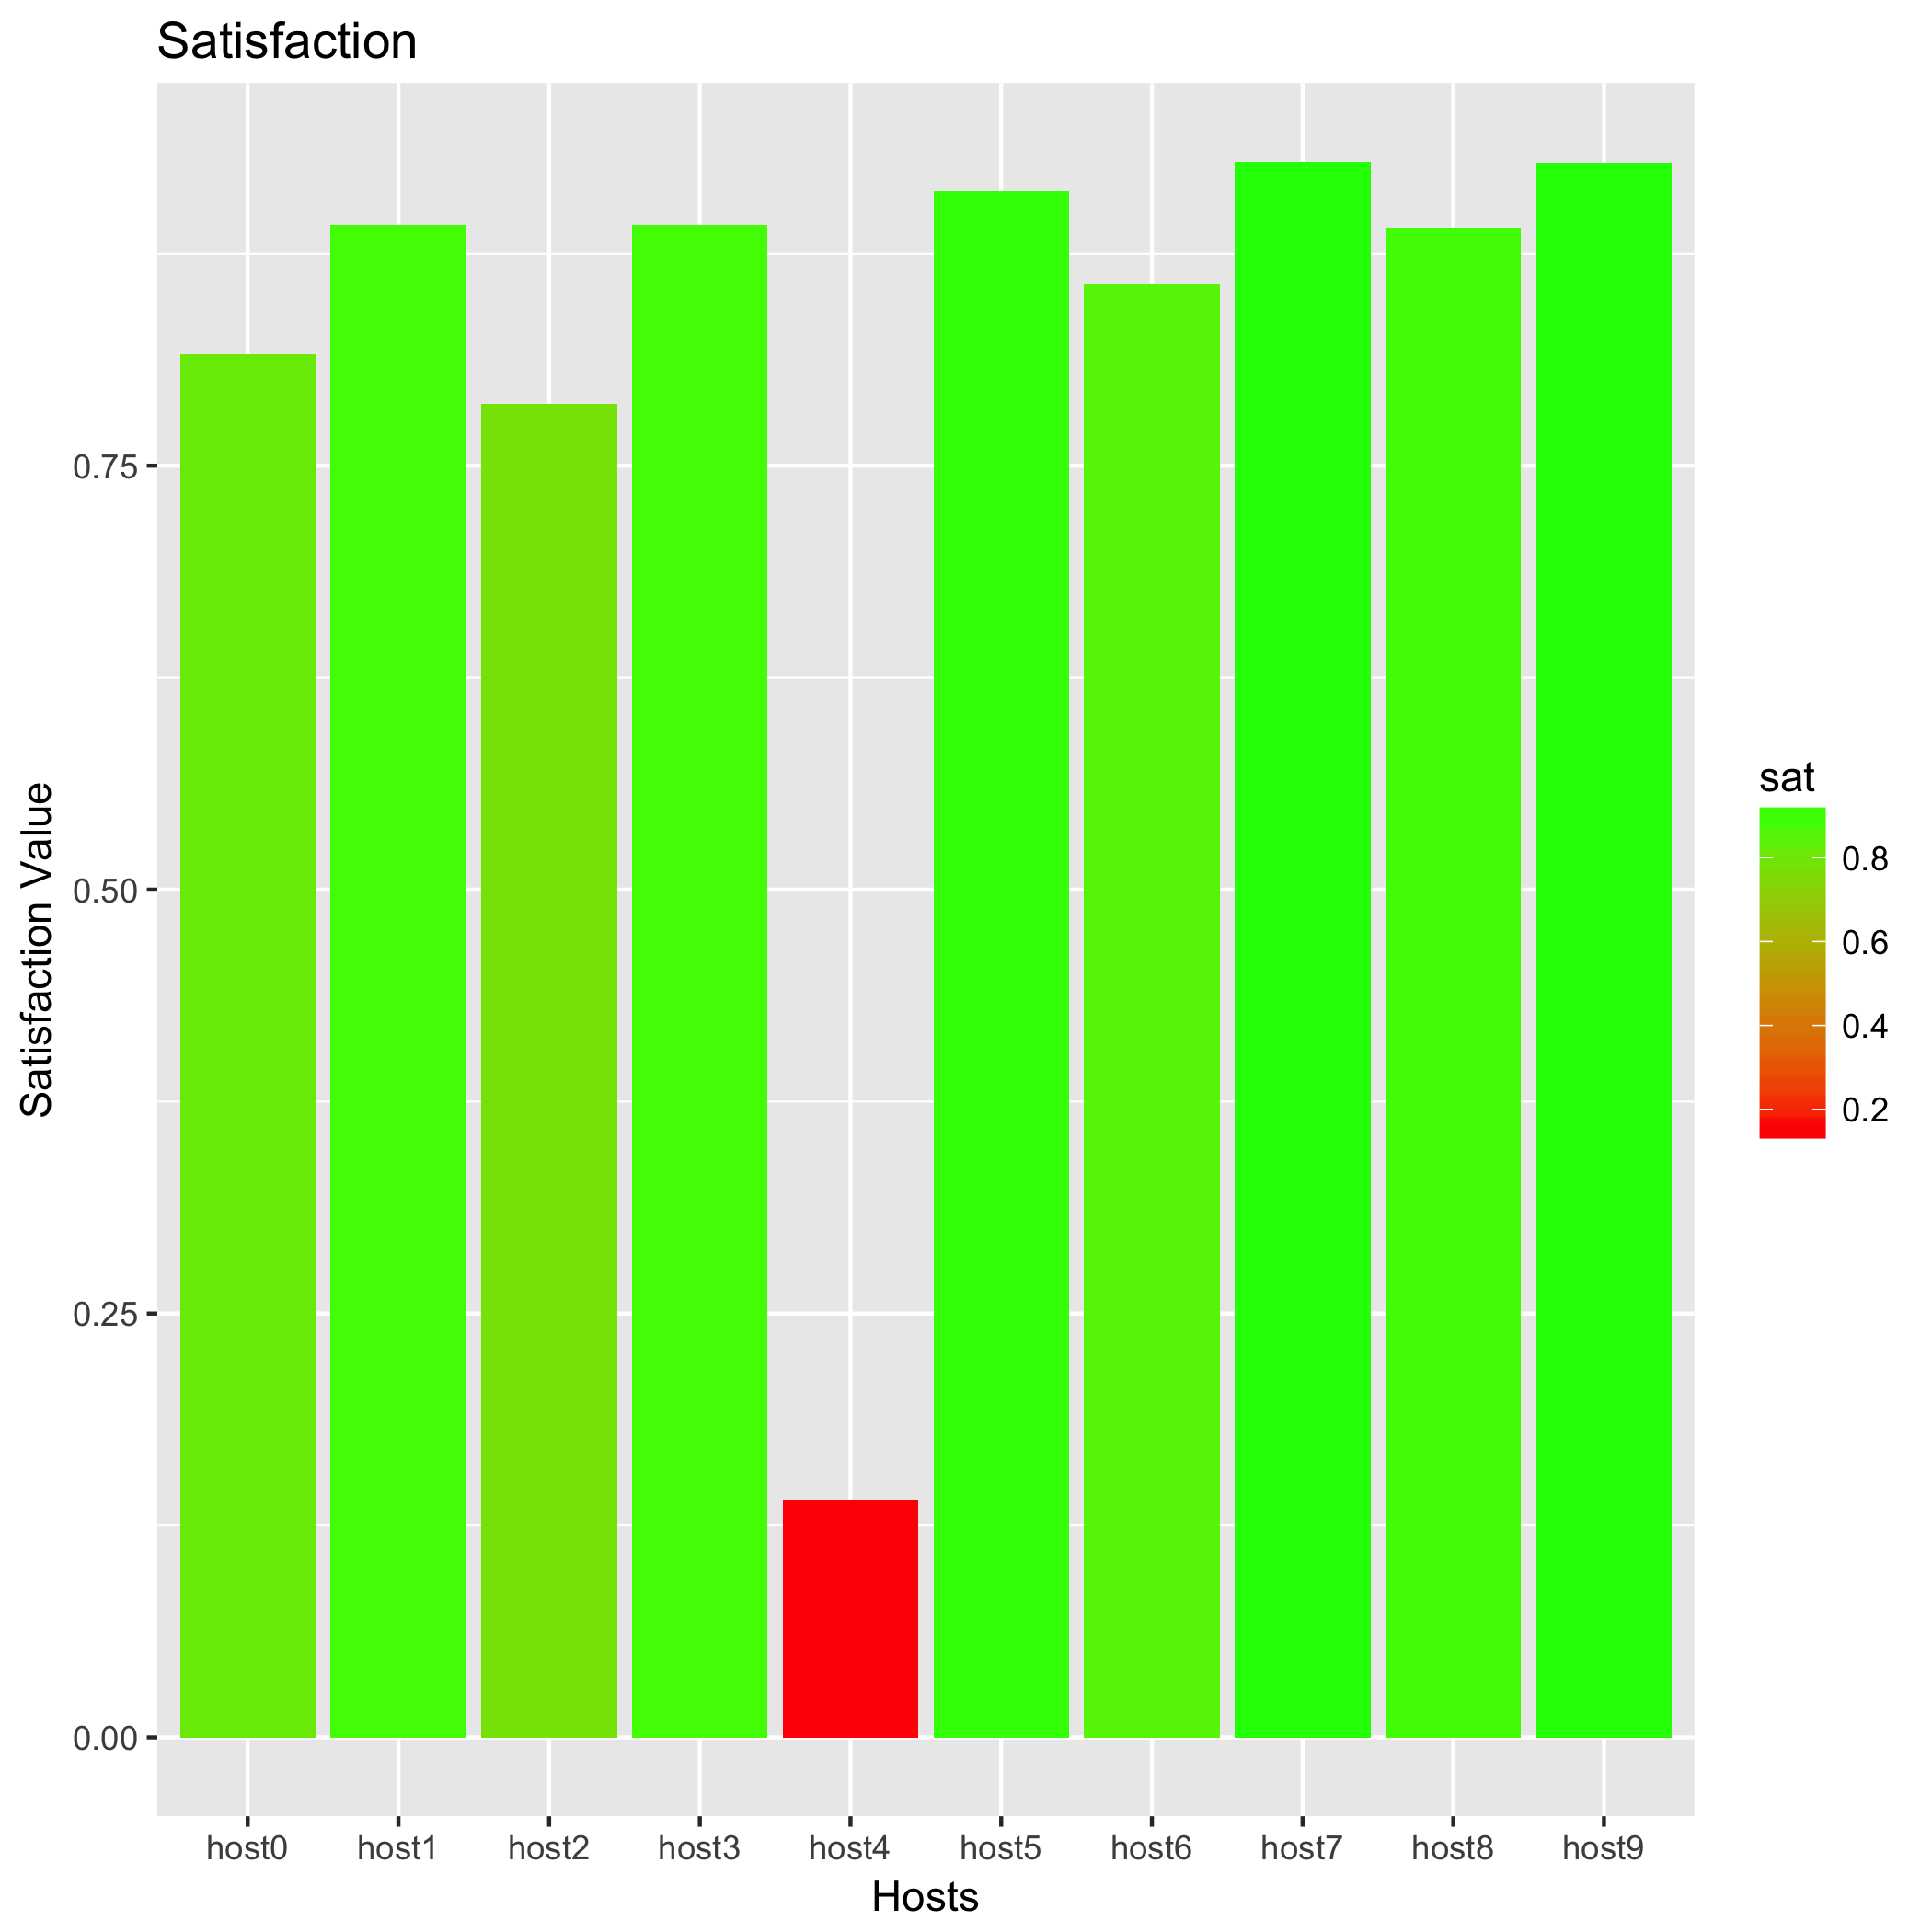 Satisfaction
Satisfaction Value
0.75
0.50
0.25
0.00
host0 host1 host2 host3 host4 host5 host6 host7 host8 host9
Hosts
sat
0.8
0.6
0.4
0.2